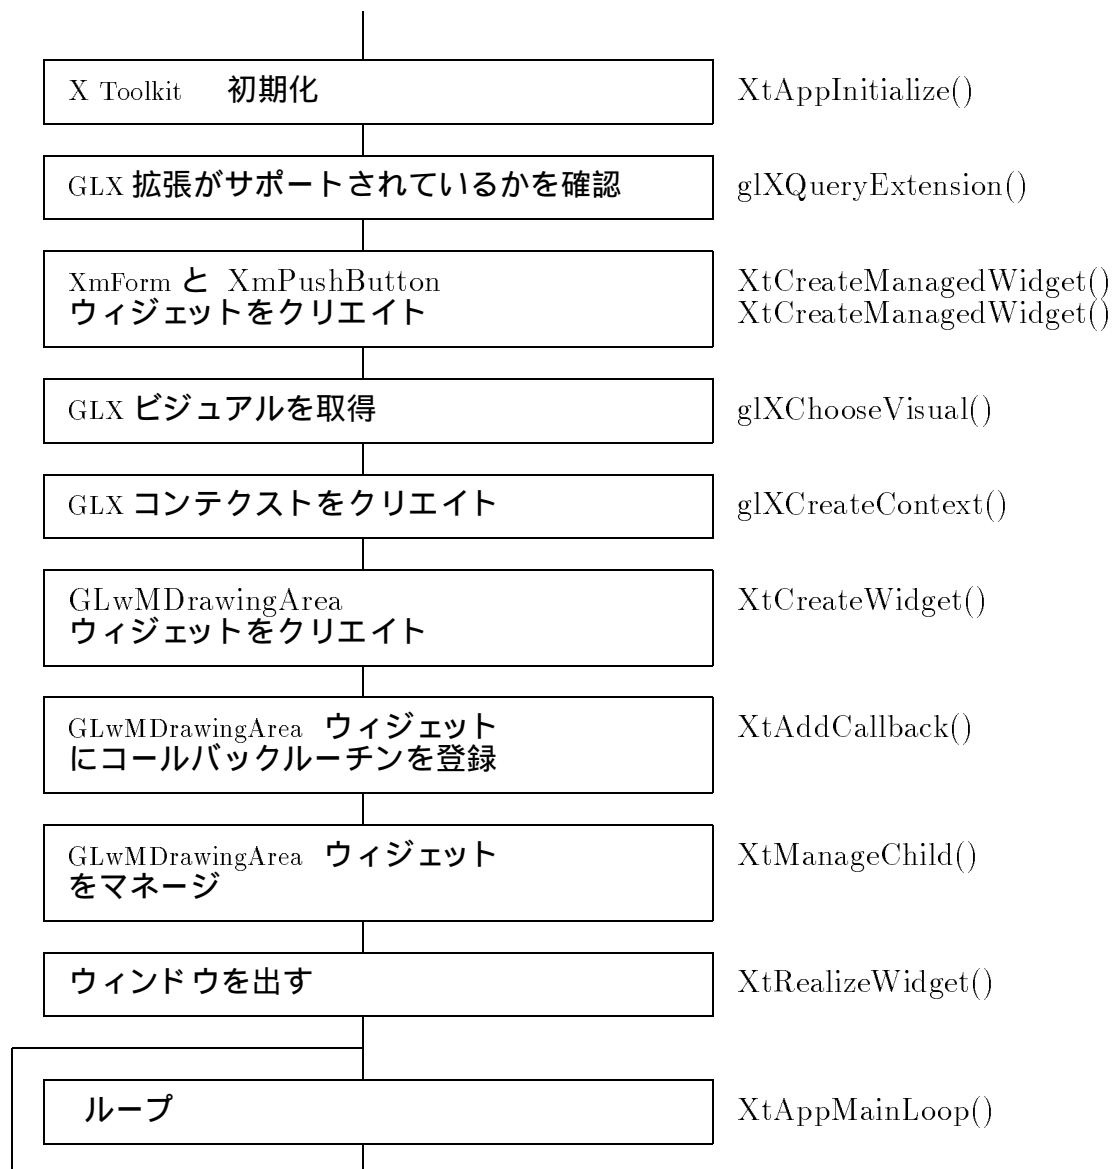 X Toolkit 初期化 XtAppInitialize()
GLX 拡張がサポートされているかを確認 glXQueryExtension()
XmForm と XmPushButton XtCreateManagedWidget()
ウィジェットをクリエイト XtCreateManagedWidget()
GLX ビジュアルを取得 glXChooseVisual()
GLX コンテクストをクリエイト glXCreateContext()
GLwMDrawingArea XtCreateWidget()
ウィジェットをクリエイト
GLwMDrawingArea ウィジェット XtAddCallback()
にコールバックルーチンを登録
GLwMDrawingArea ウィジェット XtManageChild()
をマネージ
ウィンドウを出す XtRealizeWidget()
ループ XtAppMainLoop()